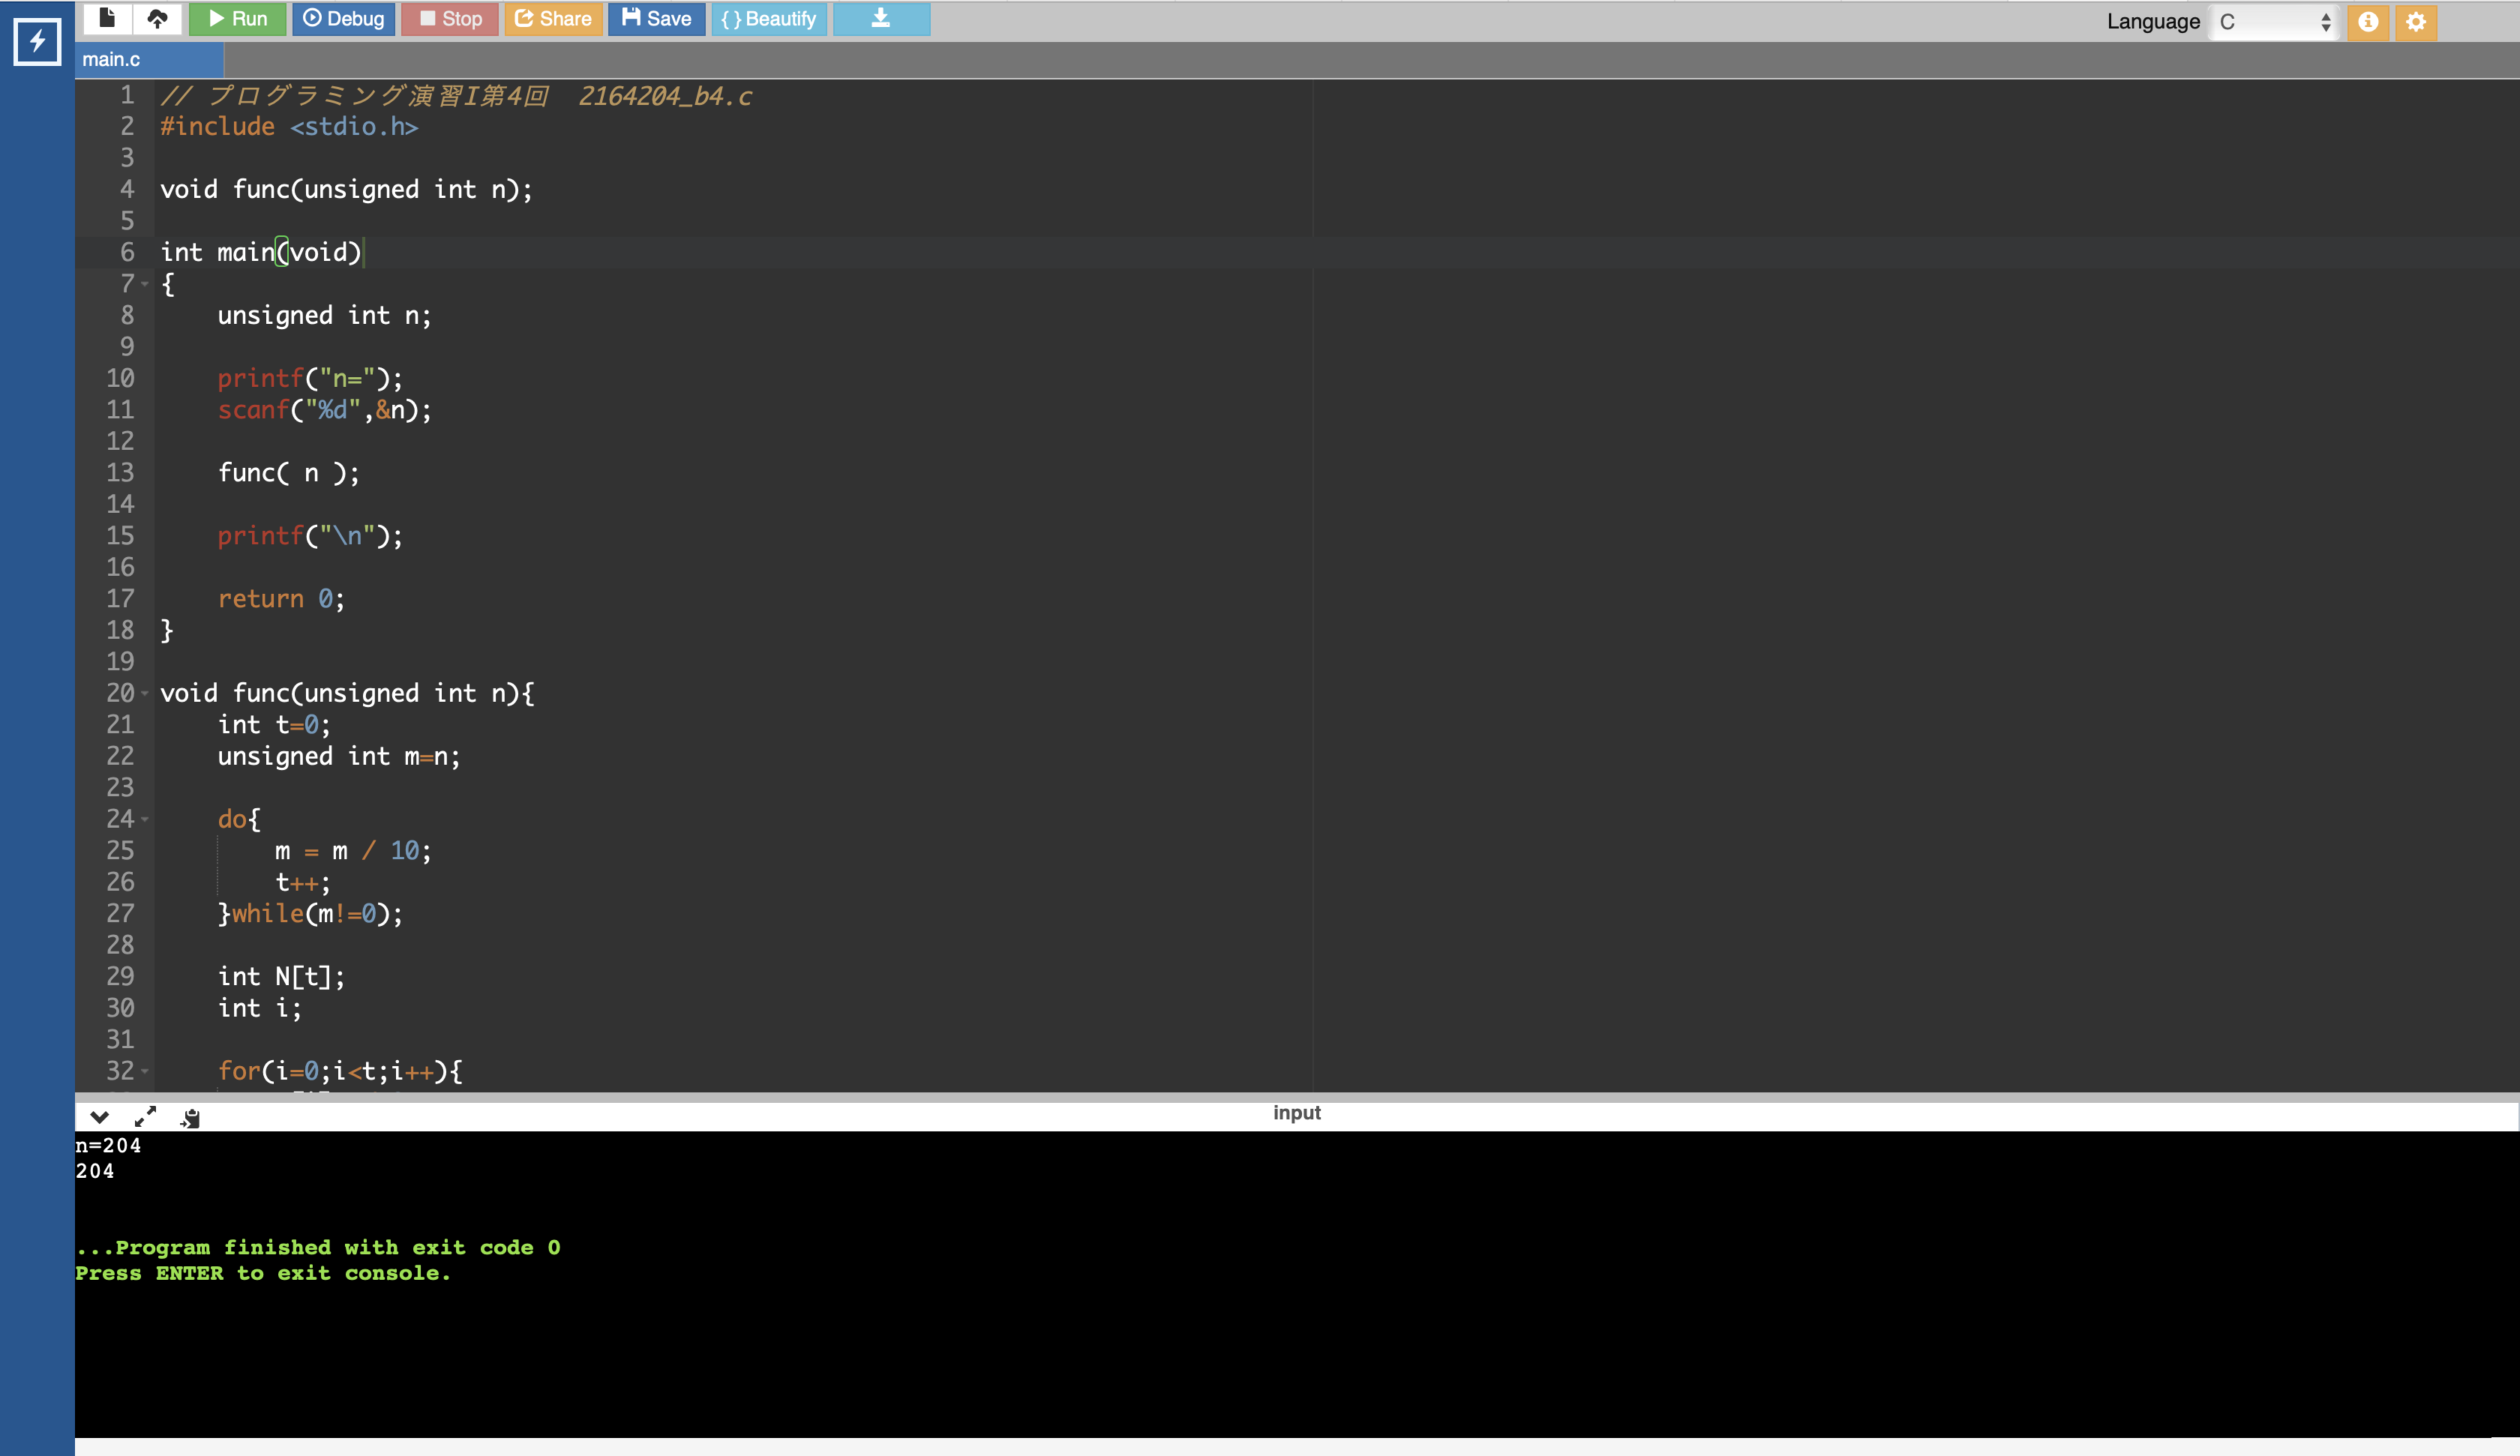 Run Debug Stop Share Save { } Beautify Language C
main.c
1 // プログラミング演習I第4回  2164204_b4.c
2 #include <stdio.h>
3
4 void func(unsigned int n);
5
6 int main(void)
7 {
8     unsigned int n;
9
10     printf("n=");
11     scanf("%d",&n);
12
13     func( n );
14
15     printf("\n");
16
17     return 0;
18 }
19
20 void func(unsigned int n){
21     int t=0;
22     unsigned int m=n;
23
24     do{
25         m = m / 10;
26         t++;
27     }while(m!=0);
28
29     int N[t];
30     int i;
31
32     for(i=0;i<t;i++){
input
n=204
204
...Program finished with exit code 0
Press ENTER to exit console.